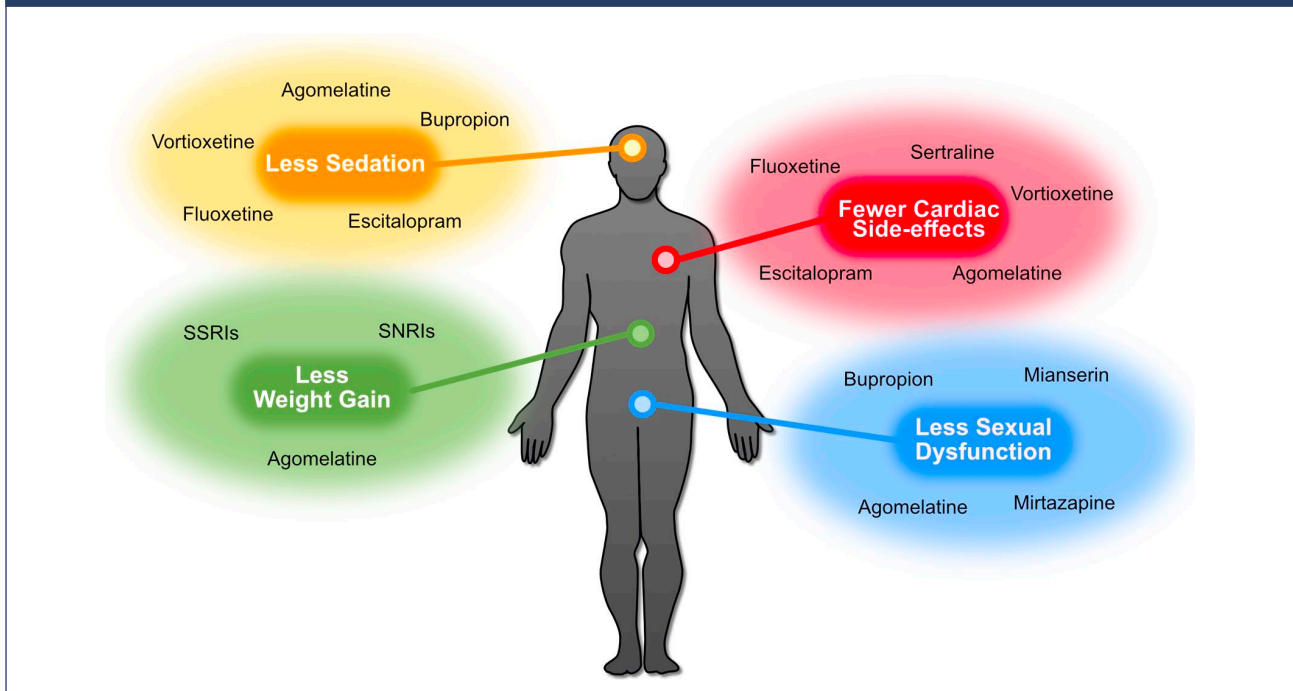 Agomelatine
Bupropion
Vortioxetine
Less Sedation
Fluoxetine
Escitalopram
Sertraline
Fluoxetine
Vortioxetine
Fewer Cardiac
Side-effects
Escitalopram
Agomelatine
SSRIs
SNRIs
Less
Weight Gain
Agomelatine
Bupropion
Mianserin
Less Sexual
Dysfunction
Agomelatine
Mirtazapine